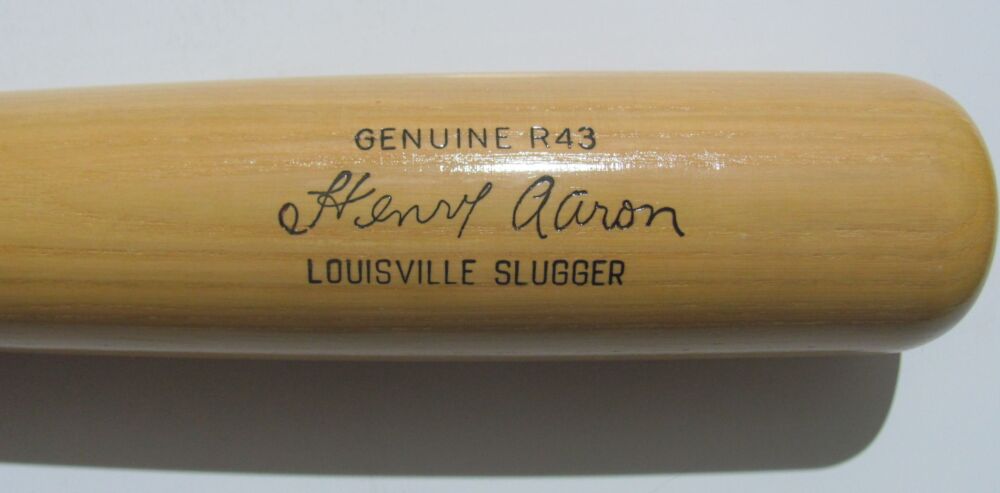 GENUINE R43
Henry Aaron
LOUISVILLE SLUGGER